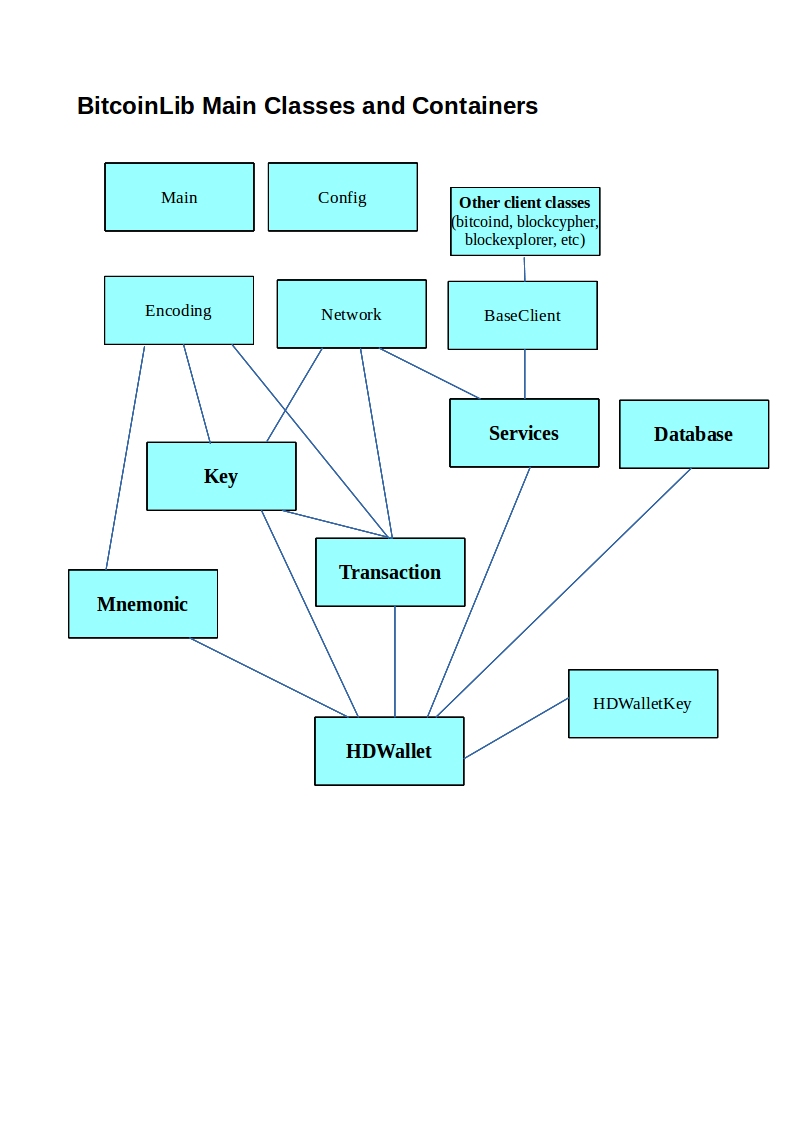 BitcoinLib Main Classes and Containers
Main
Config
Other client classes
(bitcoind, blockcypher,
blockexplorer, etc)
Encoding
Network
BaseClient
Services
Database
Key
Transaction
Mnemonic
HDWalletKey
HDWallet